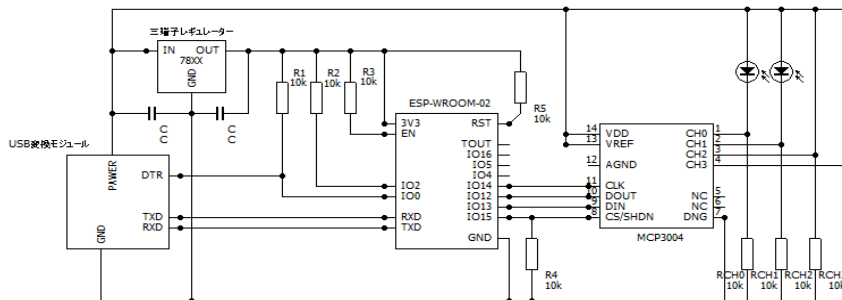 三端子レギュレーター
IN OUT
78XX
GND
C
C
C
C
R1
10k
R2
10k
R3
10k
ESP-WROOM-02
R5
10k
3V3
EN
RST
TOUT
IO16
IO5
IO4
IO2
IO0
IO14
IO12
IO13
IO15
RXD
TXD
GND
USB変換モジュール
PAWER
DTR
TXD
RXD
GND
R4
10k
14 VDD
13 VREF
12 AGND
11 CLK
10 DOUT
9 DIN
8 CS/SHDN
CH0 1
CH1 2
CH2 3
CH3 4
NC 5
NC 6
DNG 7
MCP3004
RCH0
10k
RCH1
10k
RCH2
10k
10k